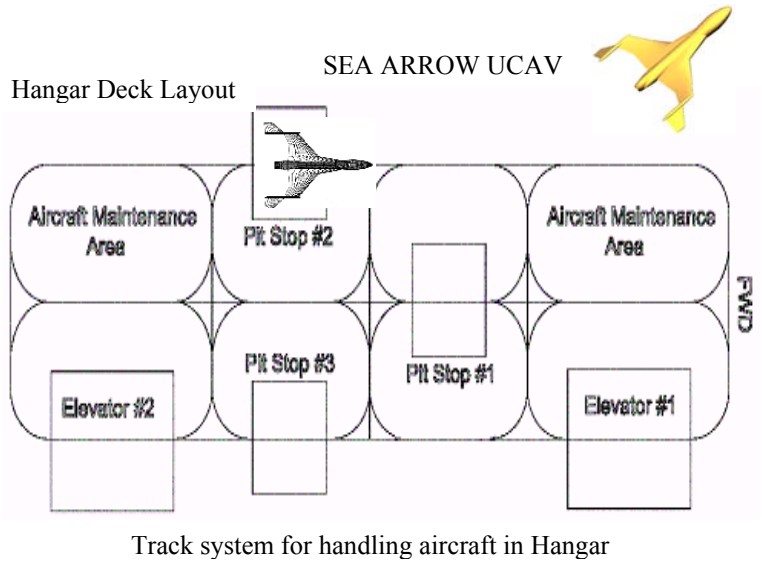 SEA ARROW UCAV
Hangar Deck Layout
Aircraft Maintenance
Area
Pit Stop #2
Aircraft Maintenance
Area
FWD
Pit Stop #3
Pit Stop #1
Elevator #2
Elevator #1
Track system for handling aircraft in Hangar